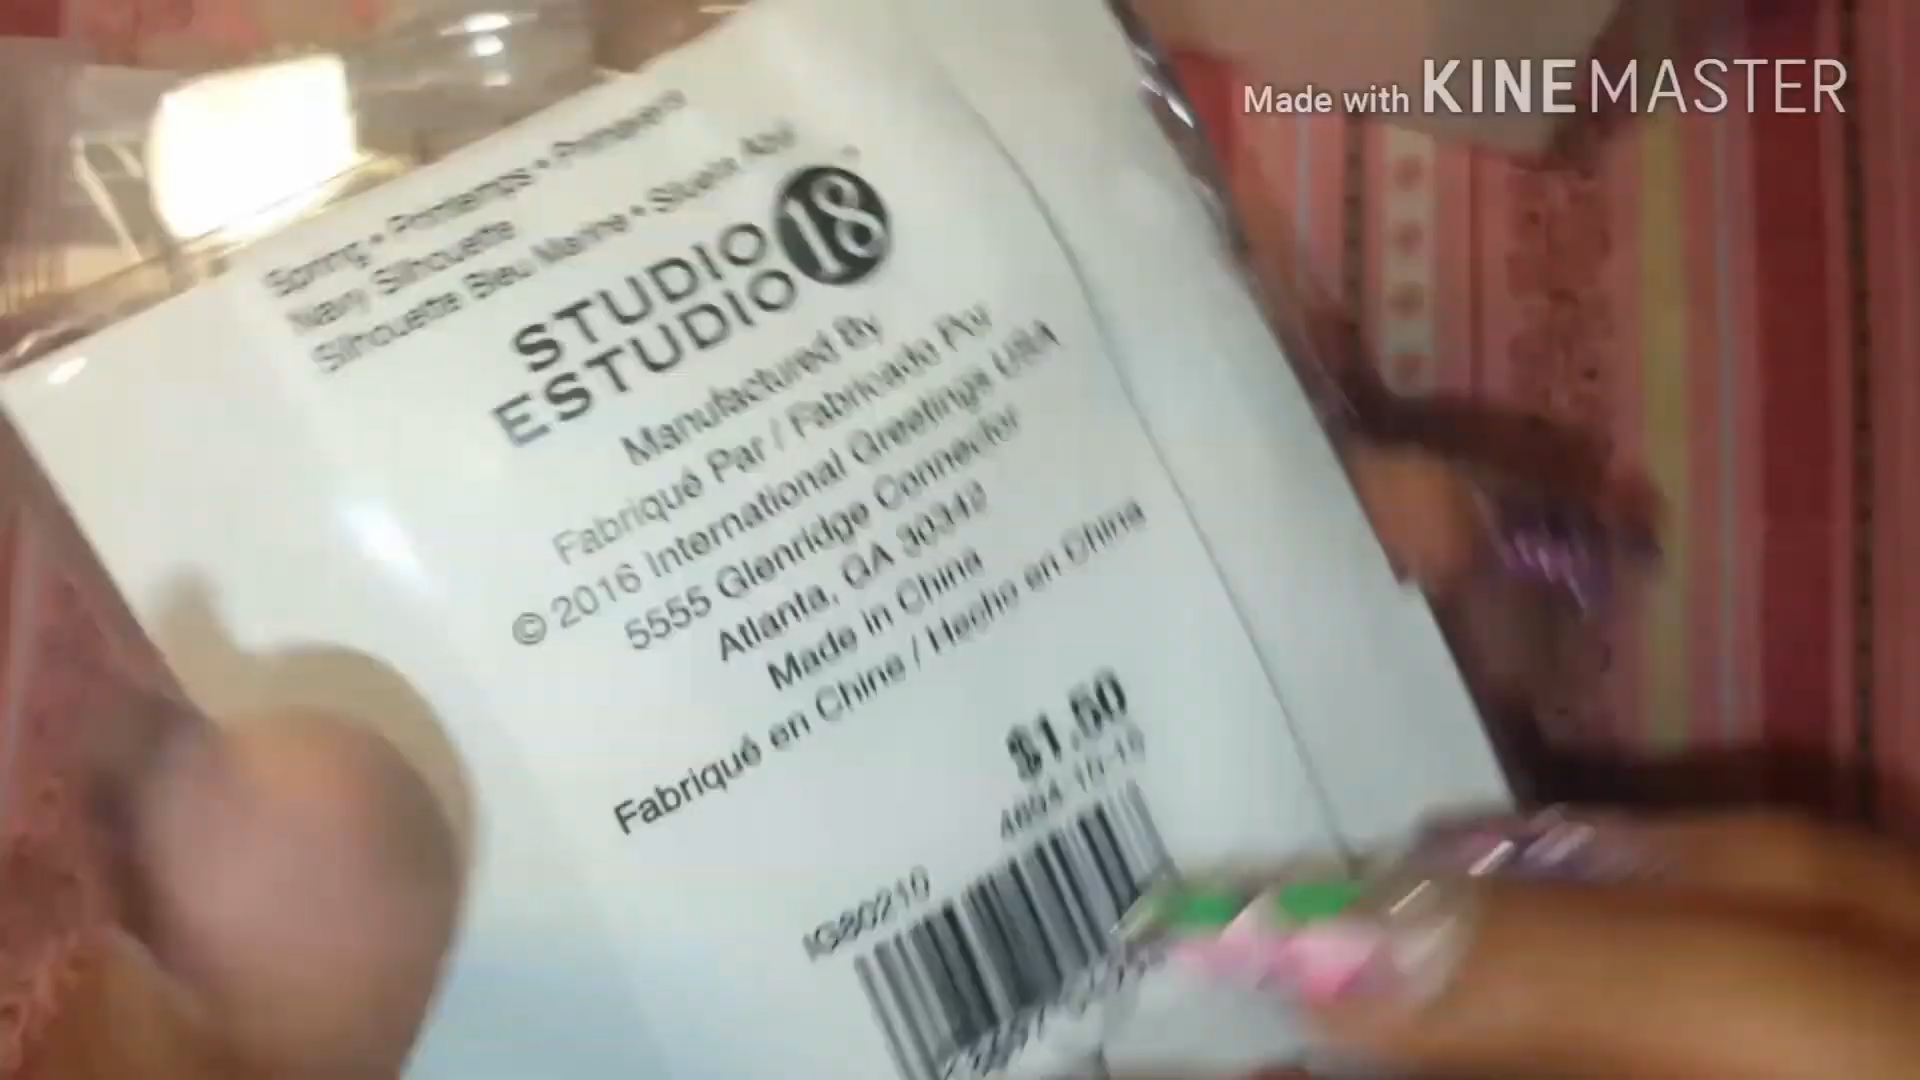 Made with KINEMASTER
Spring • Printemps • Primavera
Navy Silhouette
Silhouette Bleu Marine • Silueta Azul
STUDIO 18
ESTUDIO
Manufactured By
Fabriqué Par / Fabricado Por
© 2016 International Greetings USA
5555 Glenridge Connector
Atlanta, GA 30342
Made in China
Fabriqué en Chine / Hecho en China
$1.50
IG80210